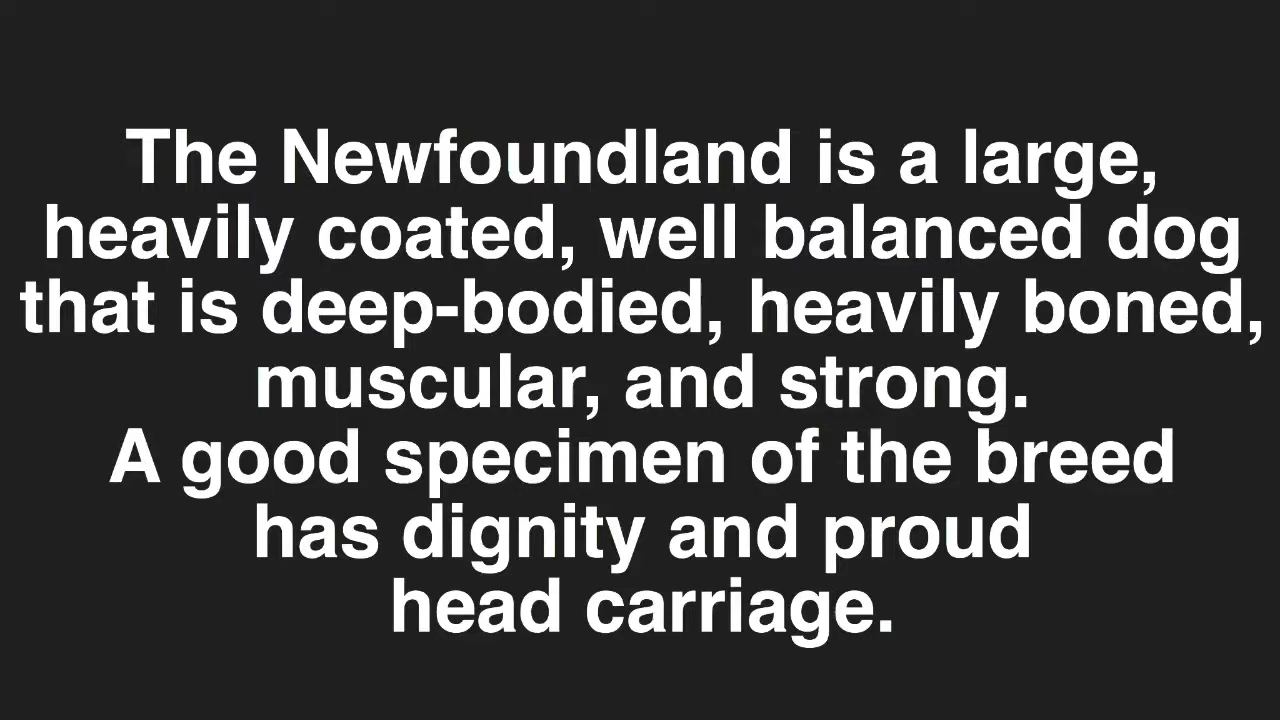 The Newfoundland is a large,
heavily coated, well balanced dog
that is deep-bodied, heavily boned,
muscular, and strong.
A good specimen of the breed
has dignity and proud
head carriage.